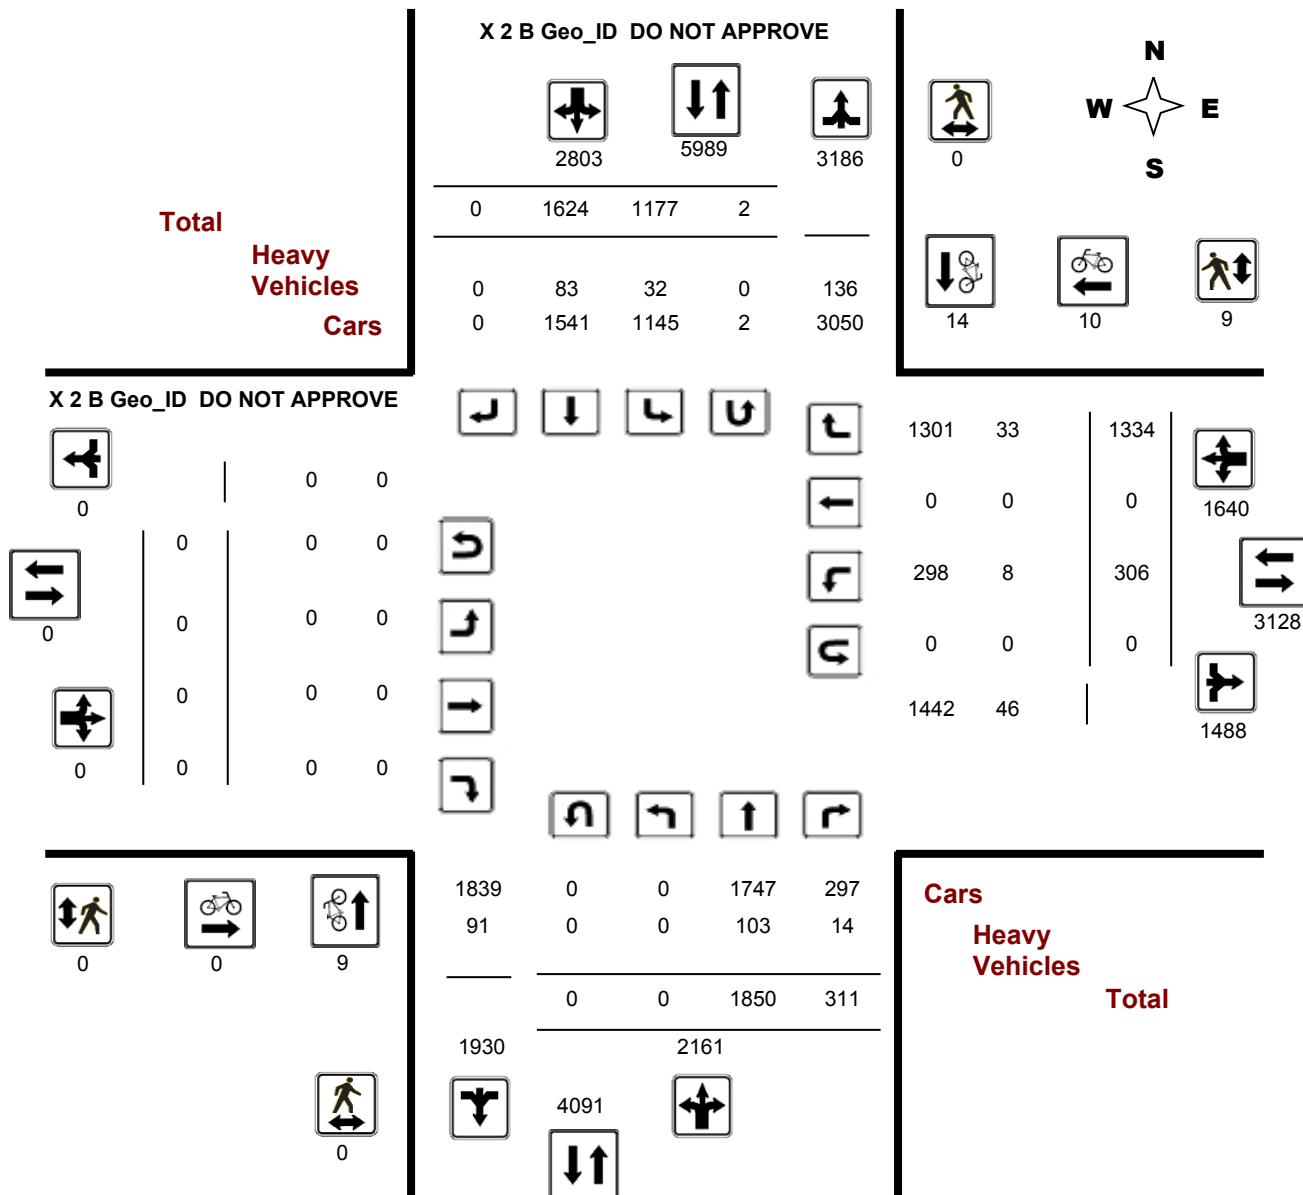 X 2 B Geo_ID DO NOT APPROVE
N
W E
S
2803 5989 3186 0
0 1624 1177 2
Total
Heavy
Vehicles
0 83 32 0 136
Cars
0 1541 1145 2 3050
14 10 9
X 2 B Geo_ID DO NOT APPROVE
1301 33 1334
0 0
0
0 0 0
1640
0 0 0
298 8 306
0 0 0
0
3128
0 0 0
0 0 0
1442 46
1488
0 0 0
0
1839 0 0 1747 297
91 0 0 103 14
Cars
Heavy
Vehicles
Total
0 0 9
0 0 1850 311
1930 2161
4091
0